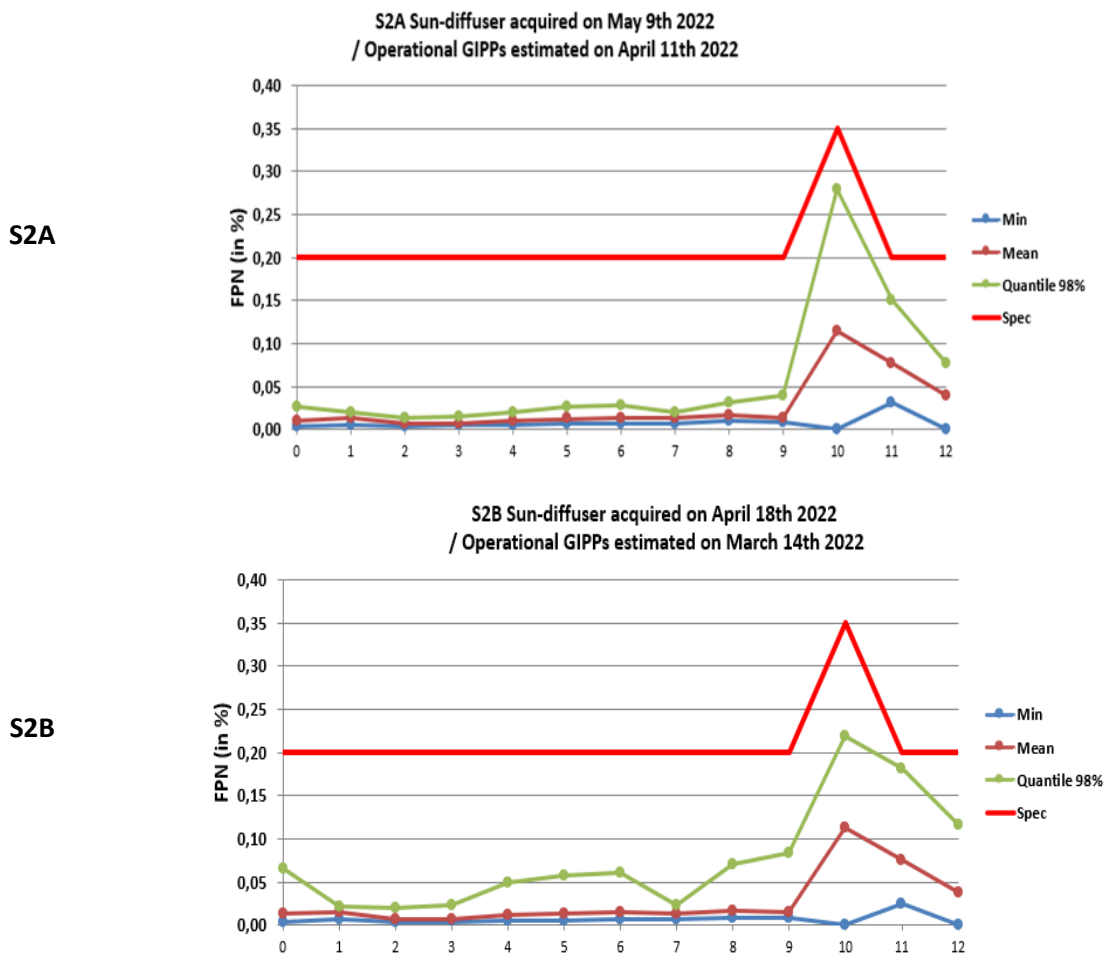 S2A Sun-diffuser acquired on May 9th 2022
/ Operational GIPPs estimated on April 11th 2022
S2A
FPN (in %)
0,40
0,35
0,30
0,25
0,20
0,15
0,10
0,05
0,00
0 1 2 3 4 5 6 7 8 9 10 11 12
Min
Mean
Quantile 98%
Spec
S2B Sun-diffuser acquired on April 18th 2022
/ Operational GIPPs estimated on March 14th 2022
S2B
FPN (in %)
0,40
0,35
0,30
0,25
0,20
0,15
0,10
0,05
0,00
0 1 2 3 4 5 6 7 8 9 10 11 12
Min
Mean
Quantile 98%
Spec